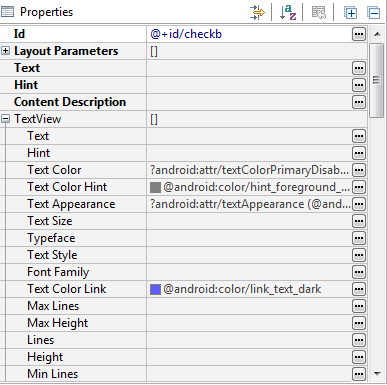 Properties
Id @+id/checkb
Layout Parameters []
Text
Hint
Content Description
TextView []
Text
Hint
Text Color ?android:attr/textColorPrimaryDisab...
Text Color Hint @android:color/hint_foreground_...
Text Appearance ?android:attr/textAppearance (@and...
Text Size
Typeface
Text Style
Font Family
Text Color Link @android:color/link_text_dark
Max Lines
Max Height
Lines
Height
Min Lines